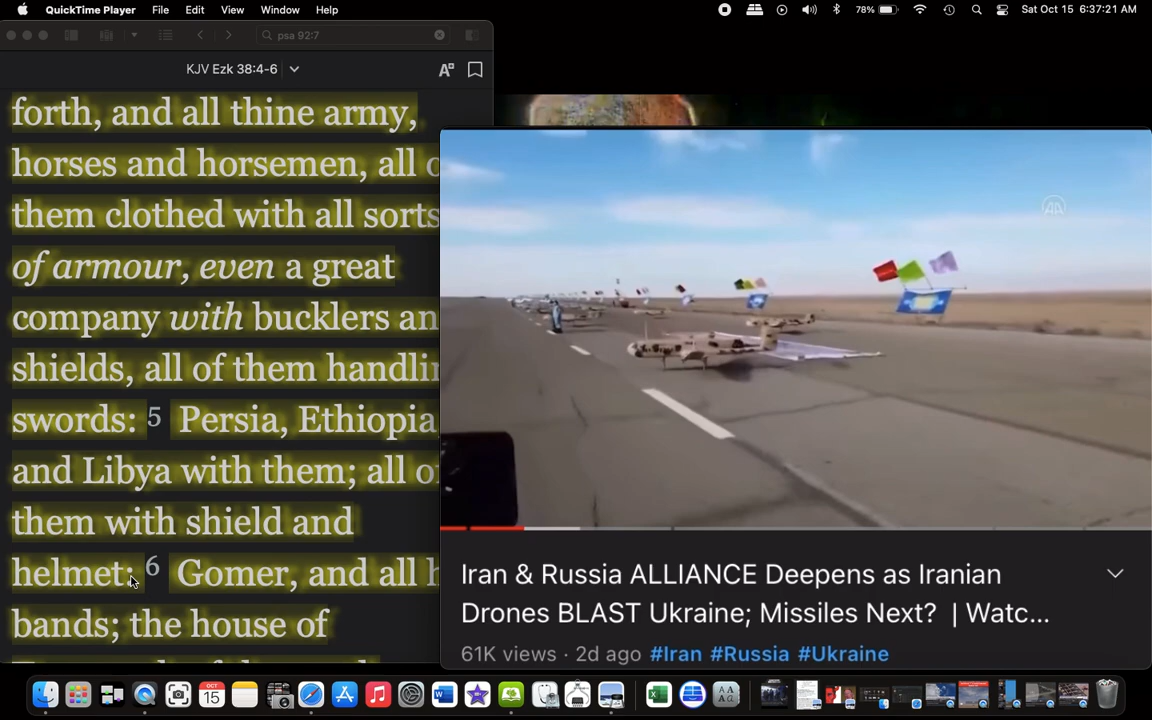 QuickTime Player File Edit View Window Help 78% Sat Oct 15 6:37:21 AM
psa 92:7
KJV Ezk 38:4-6
forth, and all thine army,
horses and horsemen, all
them clothed with all sorts
of armour, even a great
company with bucklers
shields, all of them
swords: 5 Persia, Ethiopia
and Libya with them; all
them with shield and
helmet: 6 Gomer, and all
bands; the house of
AA
Iran & Russia ALLIANCE Deepens as Iranian
Drones BLAST Ukraine; Missiles Next? | Watc...
61K views · 2d ago #Iran #Russia #Ukraine
OCT
15